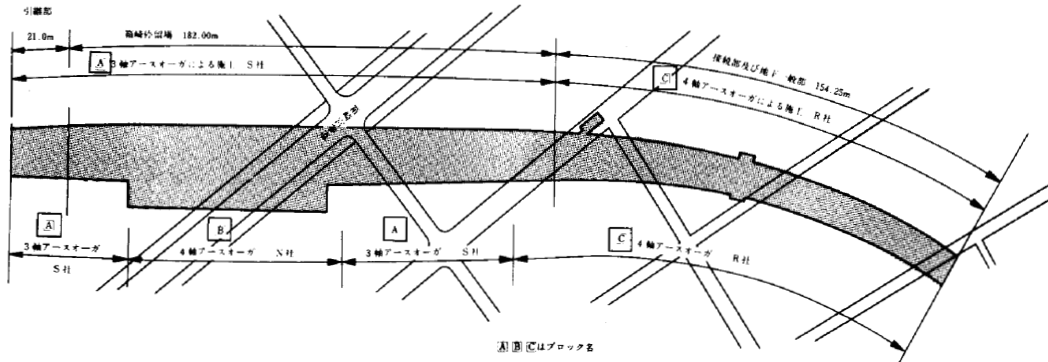 引継部
21.0m
箱崎停留場 182.00m
A 3軸アースオーガによる施工 S社
接続部及び地下一般部 154.25m
C 4軸アースオーガによる施工 R社
A
3軸アースオーガ
S社
B
4軸アースオーガ N社
A
3軸アースオーガ S社
C
4軸アースオーガ R社
A B Cはブロック名